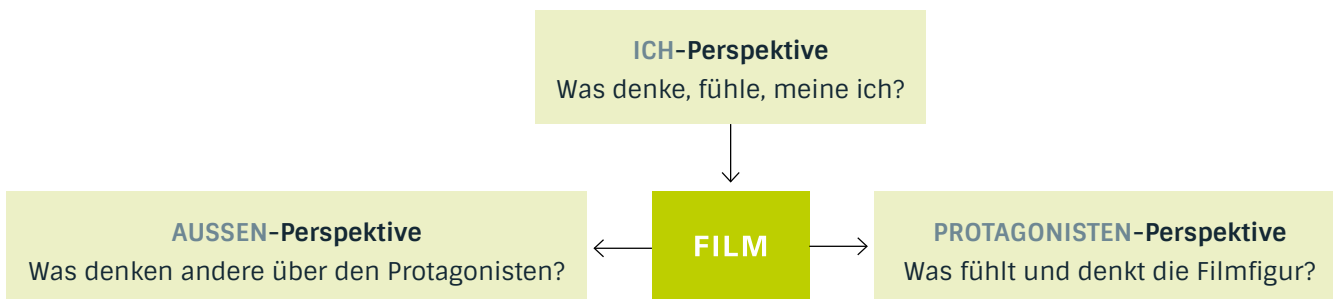 ICH-Perspektive
Was denke, fühle, meine ich?
AUSSEN-Perspektive
Was denken andere über den Protagonisten?
FILM
PROTAGONISTEN-Perspektive
Was fühlt und denkt die Filmfigur?